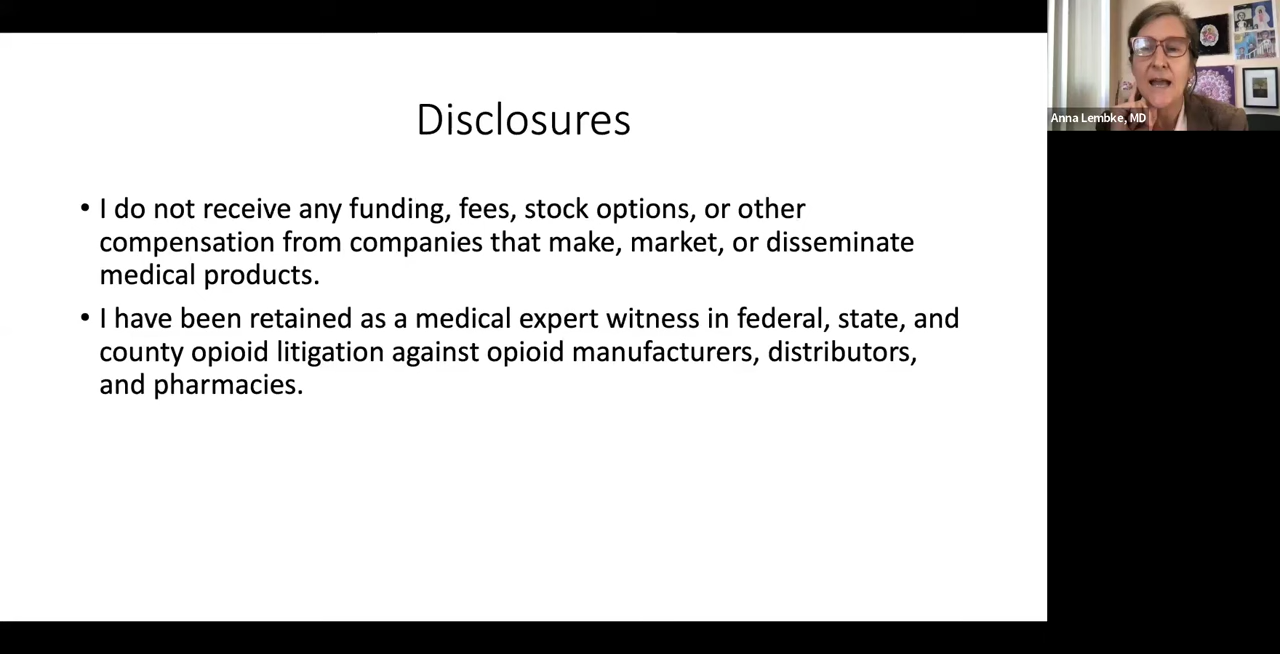 Disclosures
• I do not receive any funding, fees, stock options, or other
compensation from companies that make, market, or disseminate
medical products.
• I have been retained as a medical expert witness in federal, state, and
county opioid litigation against opioid manufacturers, distributors,
and pharmacies.
Anna Lembke, MD